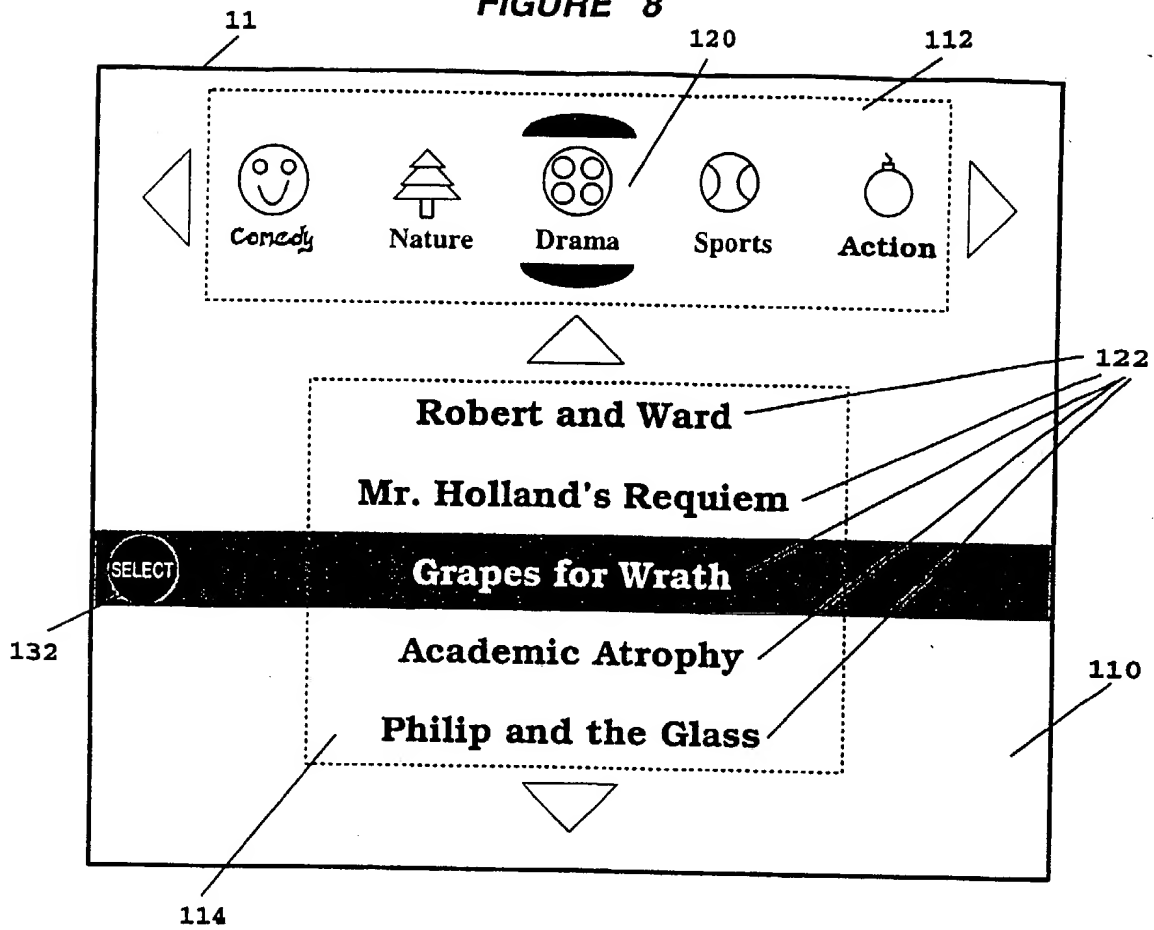 FIGURE 8
11
120
112
Comedy Nature Drama Sports Action
122
Robert and Ward
Mr. Holland's Requiem
SELECT Grapes for Wrath
132
Academic Atrophy
110
Philip and the Glass
114